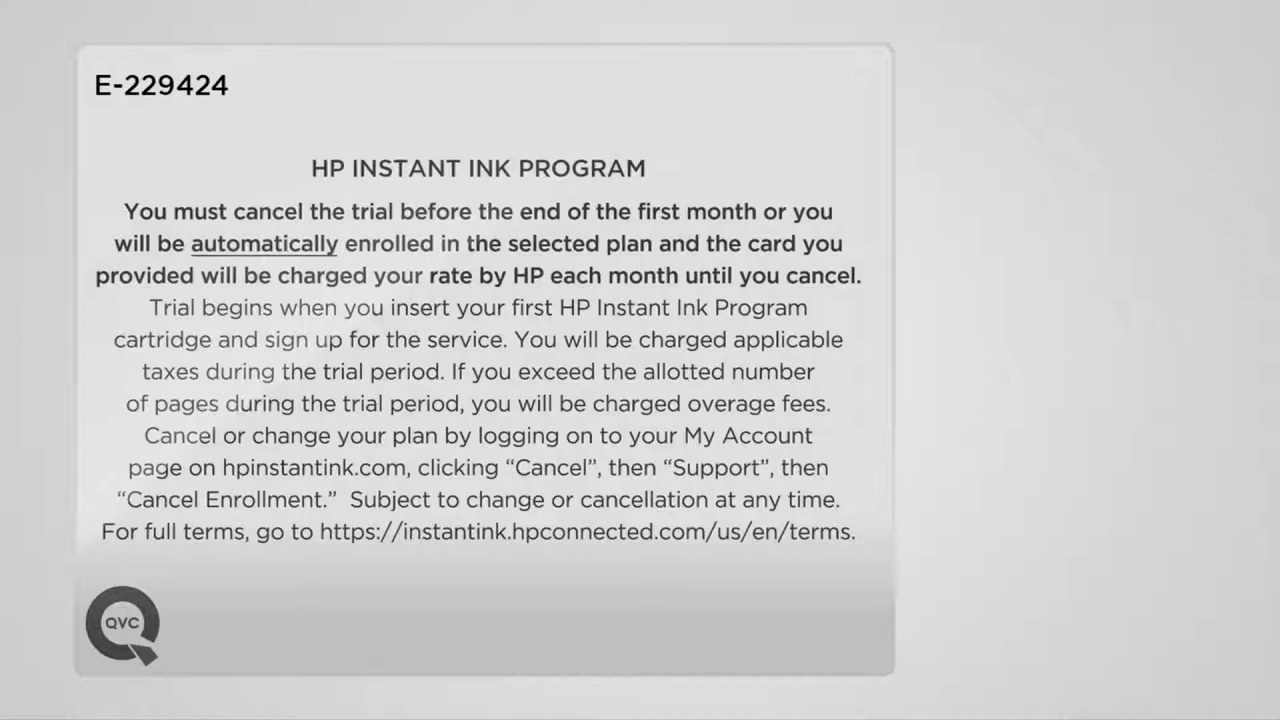 E-229424
HP INSTANT INK PROGRAM
You must cancel the trial before the end of the first month or you
will be automatically enrolled in the selected plan and the card you
provided will be charged your rate by HP each month until you cancel.
Trial begins when you insert your first HP Instant Ink Program
cartridge and sign up for the service. You will be charged applicable
taxes during the trial period. If you exceed the allotted number
of pages during the trial period, you will be charged overage fees.
Cancel or change your plan by logging on to your My Account
page on hpinstantink.com, clicking “Cancel”, then “Support”, then
“Cancel Enrollment.”  Subject to change or cancellation at any time.
For full terms, go to https://instantink.hpconnected.com/us/en/terms.
QVC